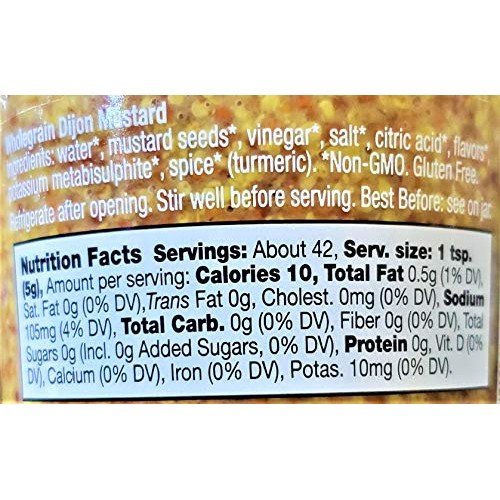 Wholegrain Dijon Mustard
Ingredients: water*, mustard seeds*, vinegar*, salt*, citric acid*, flavors*,
potassium metabisulphite*, spice* (turmeric). *Non-GMO. Gluten Free.
Refrigerate after opening. Stir well before serving. Best Before: see on jar.
Nutrition Facts Servings: About 42, Serv. size: 1 tsp.
(5g), Amount per serving: Calories 10, Total Fat 0.5g (1% DV),
Sat. Fat 0g (0% DV), Trans Fat 0g, Cholest. 0mg (0% DV), Sodium
105mg (4% DV), Total Carb. 0g (0% DV), Fiber 0g (0% DV), Total
Sugars 0g (Incl. 0g Added Sugars, 0% DV), Protein 0g, Vit. D (0%
DV), Calcium (0% DV), Iron (0% DV), Potas. 10mg (0% DV).